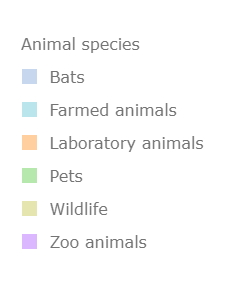 Animal species
Bats
Farmed animals
Laboratory animals
Pets
Wildlife
Zoo animals